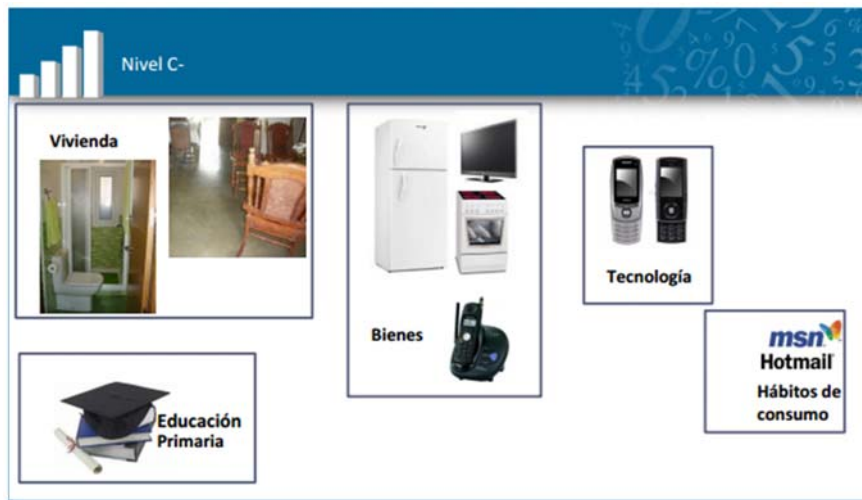 Nivel C-
Vivienda
Bienes
Tecnología
msn
Hotmail
Hábitos de
consumo
Educación
Primaria